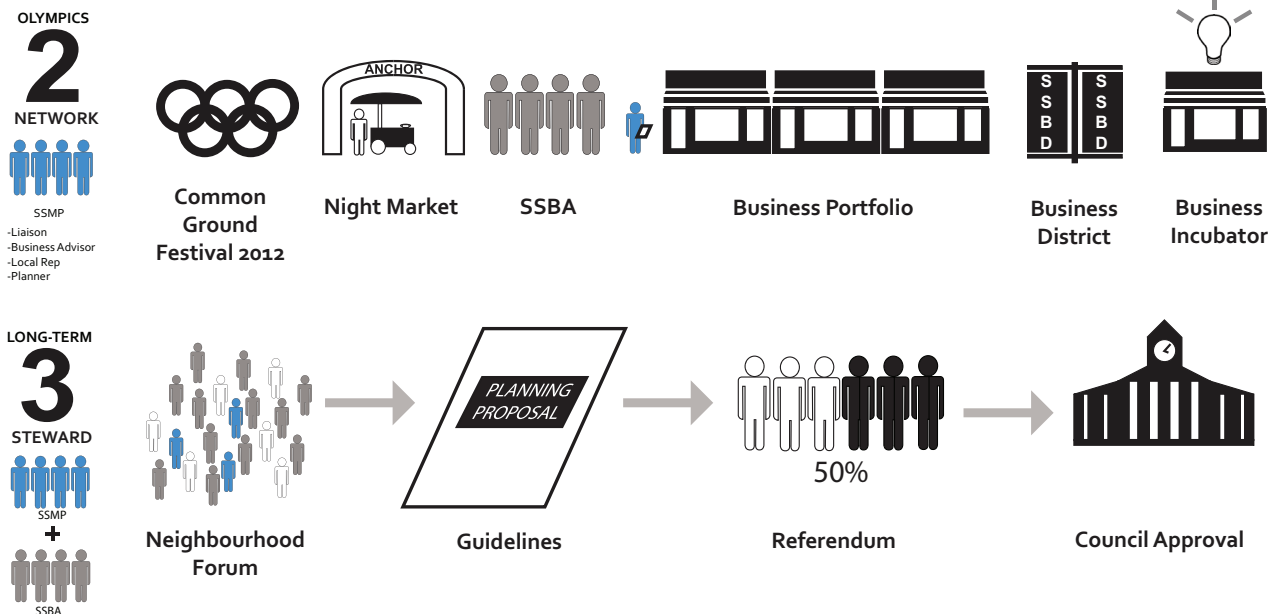 OLYMPICS
2
NETWORK
SSMP
-Liaison
-Business Advisor
-Local Rep
-Planner
Common
Ground
Festival 2012
ANCHOR
Night Market
SSBA
Business Portfolio
S S
S S
B B
D D
Business
District
Business
Incubator
LONG-TERM
3
STEWARD
SSMP
+
SSBA
Neighbourhood
Forum
PLANNING
PROPOSAL
Guidelines
50%
Referendum
Council Approval